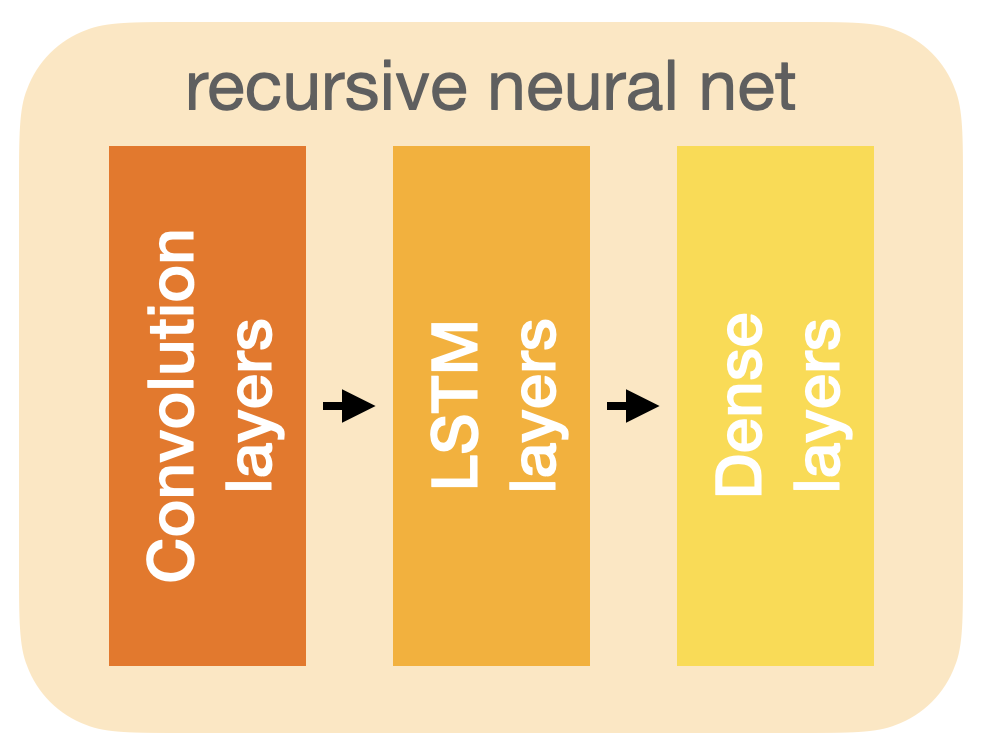 recursive neural net
Convolution
layers
LSTM
layers
Dense
layers